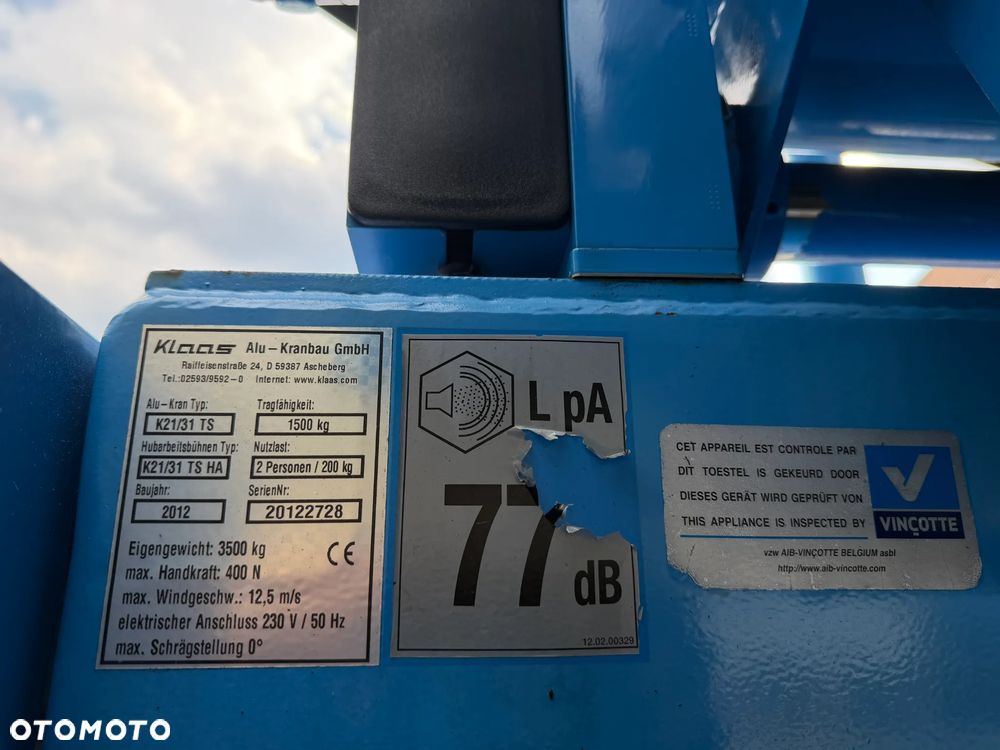 Klaas Alu-Kranbau GmbH
Raiffeisenstraße 24, D 59387 Ascheberg
Tel.:02593/9592-0 Internet: www.klaas.com
Alu-Kran Typ: Tragfähigkeit:
K21/31 TS 1500 kg
Hubarbeitsbühnen Typ: Nutzlast:
K21/31 TS HA 2 Personen / 200 kg
Baujahr: SerienNr:
2012 20122728
Eigengewicht: 3500 kg CE
max. Handkraft: 400 N
max. Windgeschw.: 12,5 m/s
elektrischer Anschluss 230 V / 50 Hz
max. Schrägstellung 0°
L pA
77
dB
12.02.00329
CET APPAREIL EST CONTROLE PAR
DIT TOESTEL IS GEKEURD DOOR
DIESES GERÄT WIRD GEPRÜFT VON
THIS APPLIANCE IS INSPECTED BY
VINÇOTTE
vzw AIB-VINÇOTTE BELGIUM asbl
http://www.aib-vincotte.com
OTOMOTO